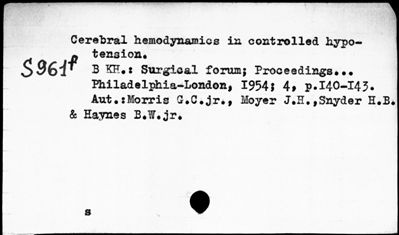 Cerebral hemodynamics in controlled hypo-
tension.
S961f
B KH.: Surgical forum; Proceedings...
Philadelphia-London, 1954; 4, p.140-143.
Aut.:Morris G.C.jr., Moyer J.H.,Snyder H.B.
& Haynes B.W.jr.
s